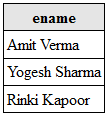 ename
Amit Verma
Yogesh Sharma
Rinki Kapoor